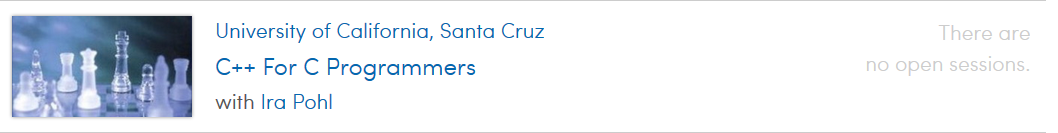 University of California, Santa Cruz
C++ For C Programmers
with Ira Pohl
There are
no open sessions.